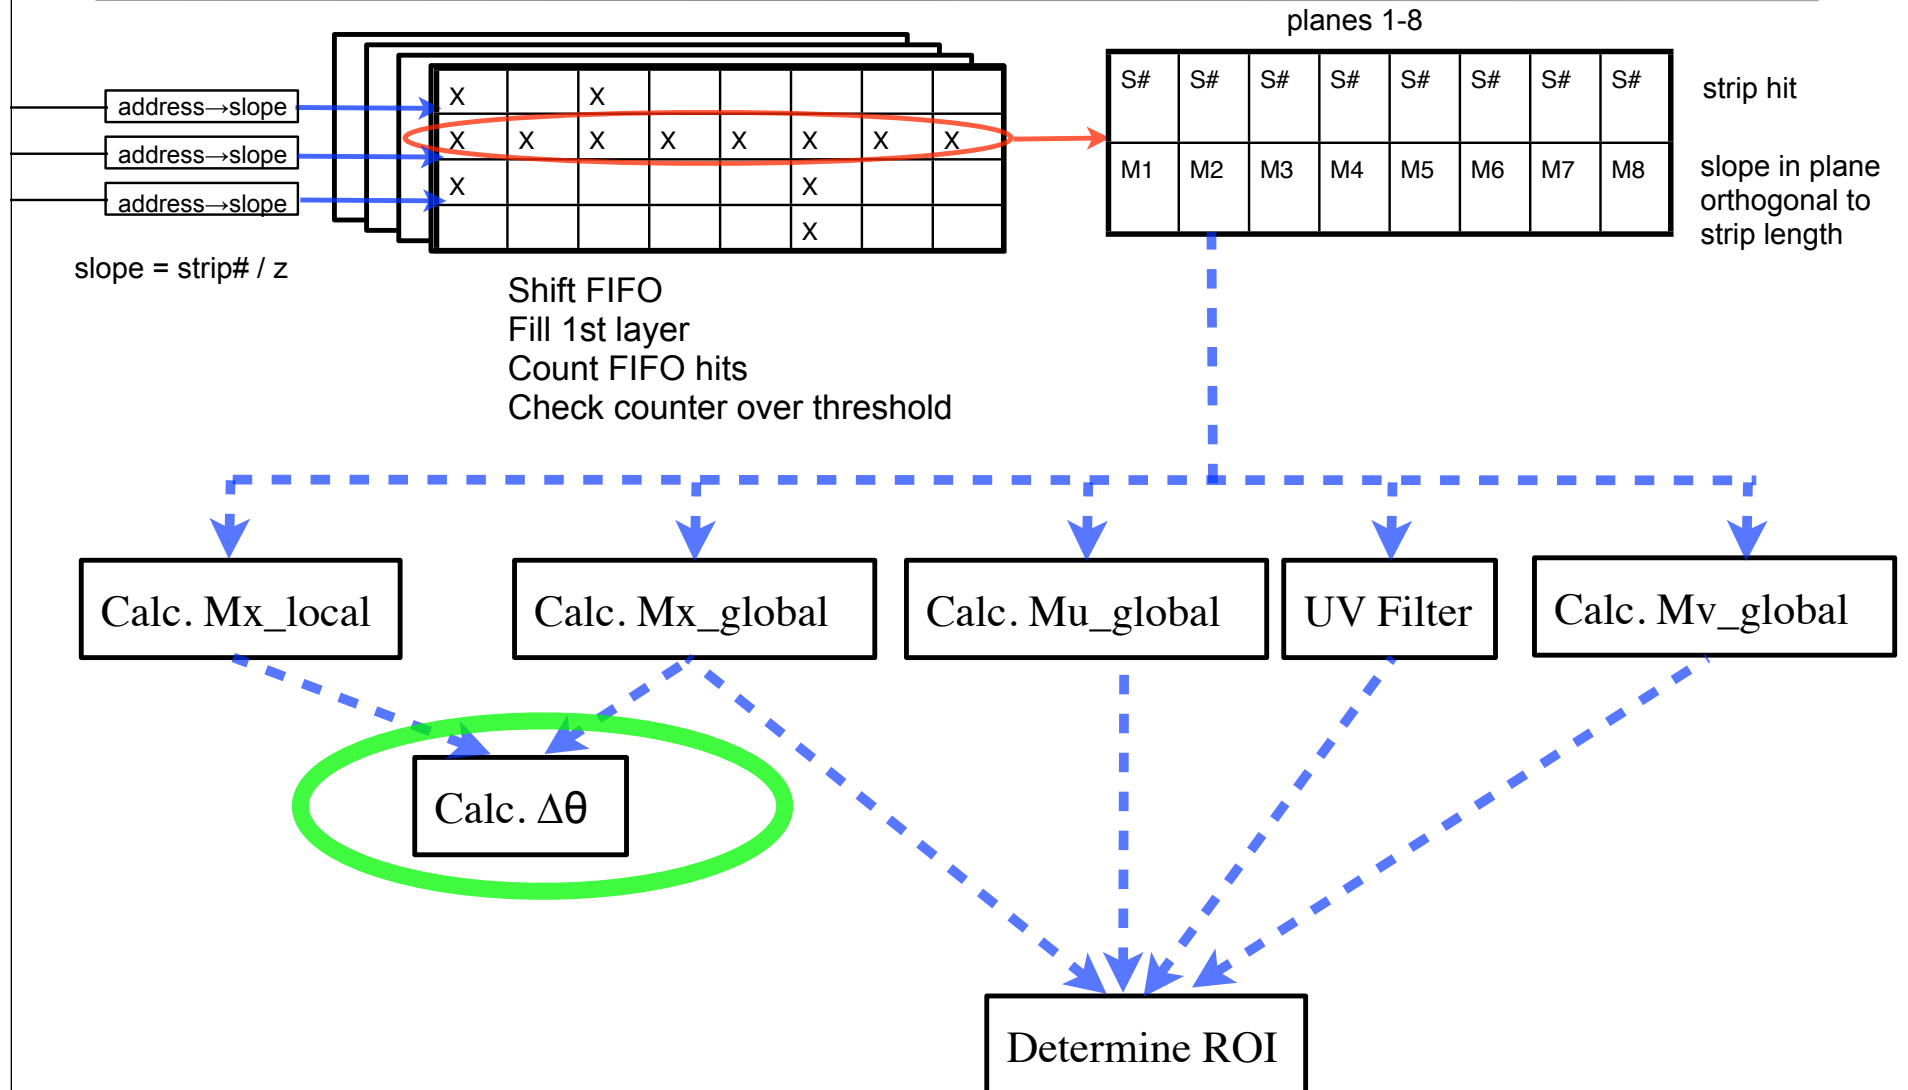 planes 1-8
address→slope
address→slope
address→slope
slope = strip# / z
X X
X X X X X X X X
X X
X
Shift FIFO
Fill 1st layer
Count FIFO hits
Check counter over threshold
S# S# S# S# S# S# S# S#
strip hit
M1 M2 M3 M4 M5 M6 M7 M8
slope in plane
orthogonal to
strip length
Calc. Mx_local
Calc. Mx_global
Calc. Mu_global
UV Filter
Calc. Mv_global
Calc. Δθ
Determine ROI